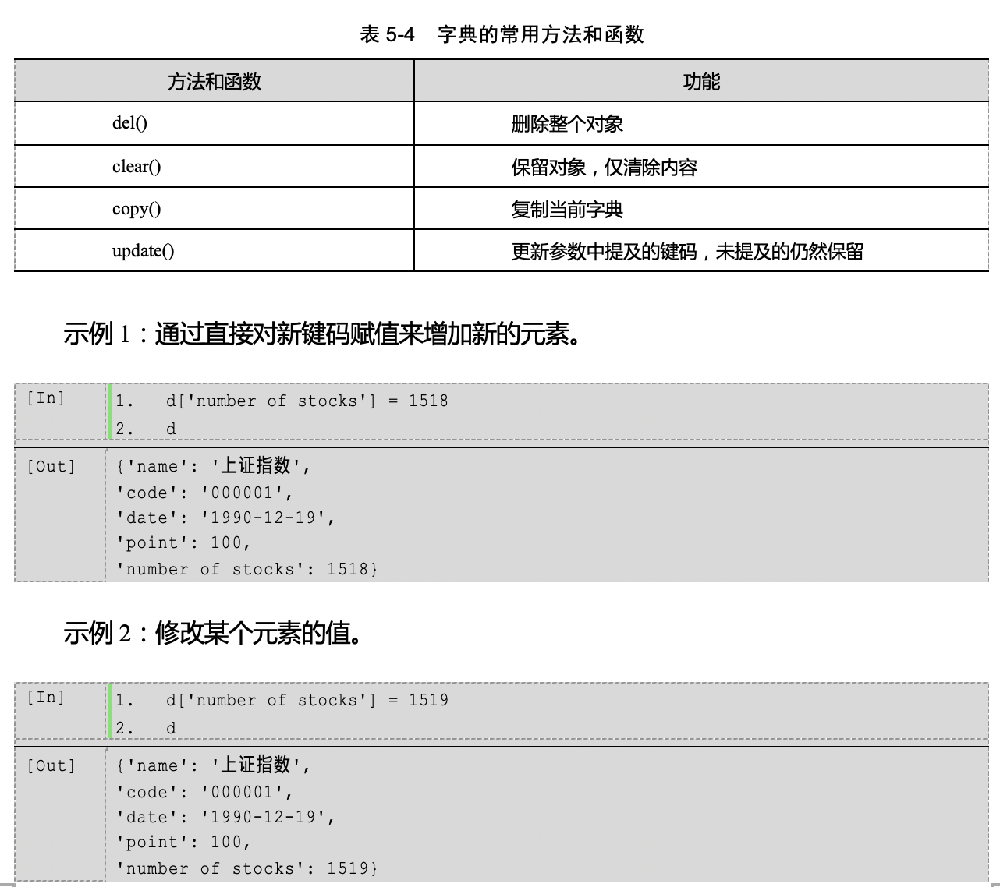 表 5-4 字典的常用方法和函数
方法和函数 功能
del() 删除整个对象
clear() 保留对象，仅清除内容
copy() 复制当前字典
update() 更新参数中提及的键码，未提及的仍然保留
示例 1：通过直接对新键码赋值来增加新的元素。
[In] 1. d['number of stocks'] = 1518
2. d
[Out] {'name': '上证指数',
'code': '000001',
'date': '1990-12-19',
'point': 100,
'number of stocks': 1518}
示例 2：修改某个元素的值。
[In] 1. d['number of stocks'] = 1519
2. d
[Out] {'name': '上证指数',
'code': '000001',
'date': '1990-12-19',
'point': 100,
'number of stocks': 1519}